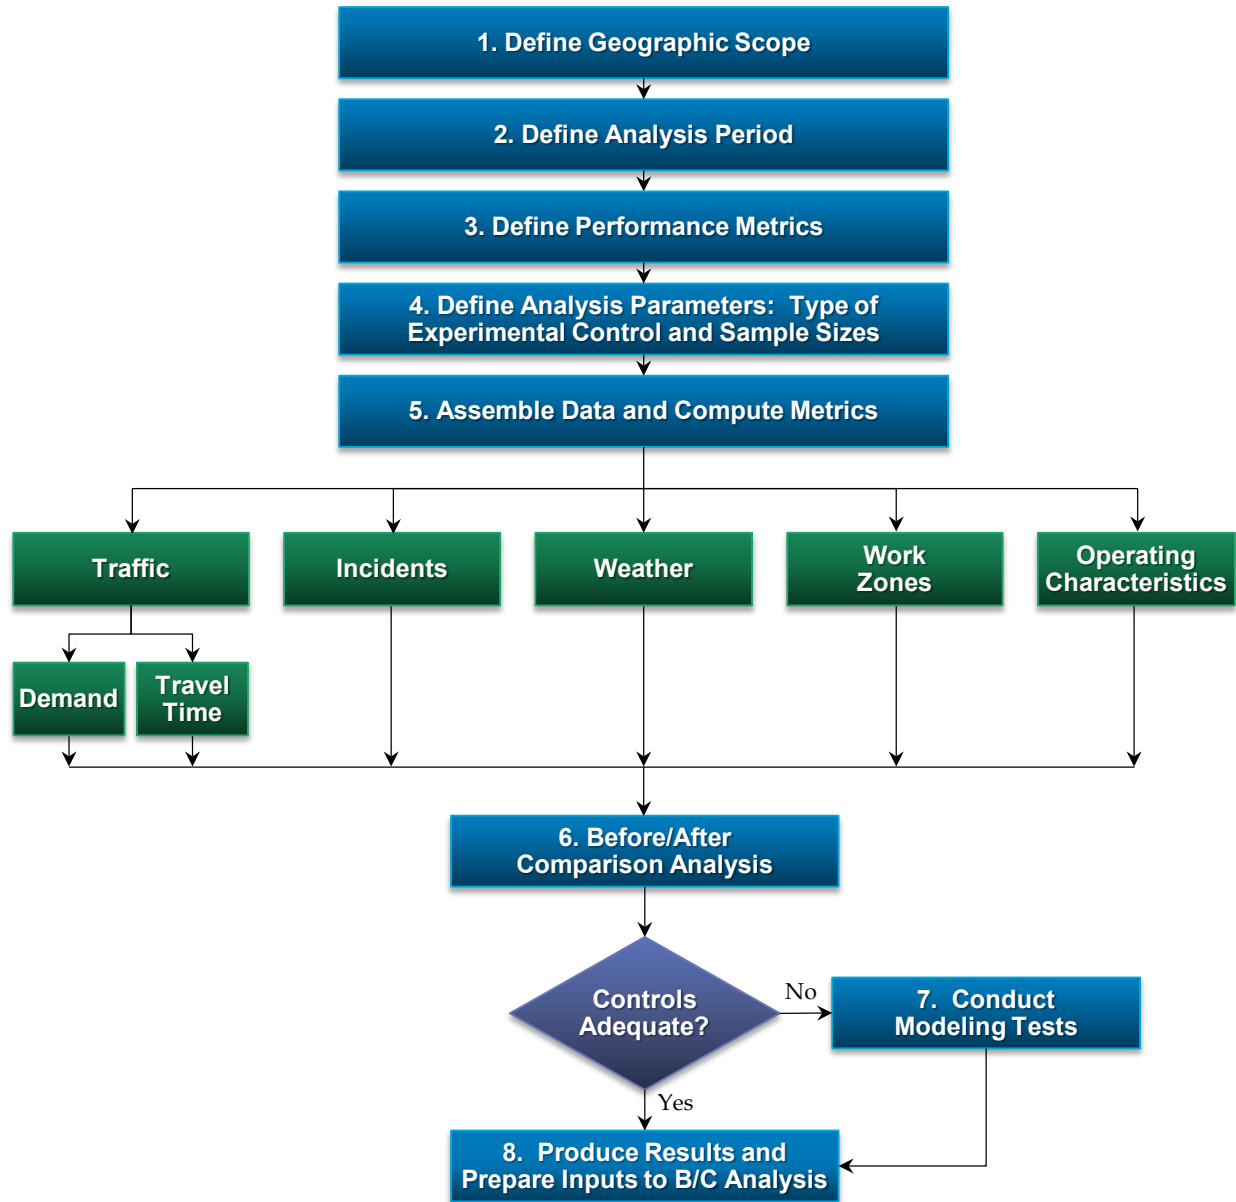 1. Define Geographic Scope
2. Define Analysis Period
3. Define Performance Metrics
4. Define Analysis Parameters:  Type of
Experimental Control and Sample Sizes
5. Assemble Data and Compute Metrics
Traffic
Incidents
Weather
Work
Zones
Operating
Characteristics
Demand
Travel
Time
6. Before/After
Comparison Analysis
Controls
Adequate?
No
7.  Conduct
Modeling Tests
Yes
8.  Produce Results and
Prepare Inputs to B/C Analysis